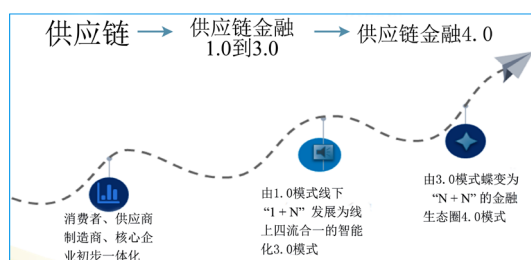 供应链
供应链金融
1.0到3.0
供应链金融4.0
消费者、供应商
制造商、核心企
业初步一体化
由1.0模式线下
“1+N”发展为线
上四流合一的智能
化3.0模式
由3.0模式蝶变为
“N+N”的金融
生态圈4.0模式